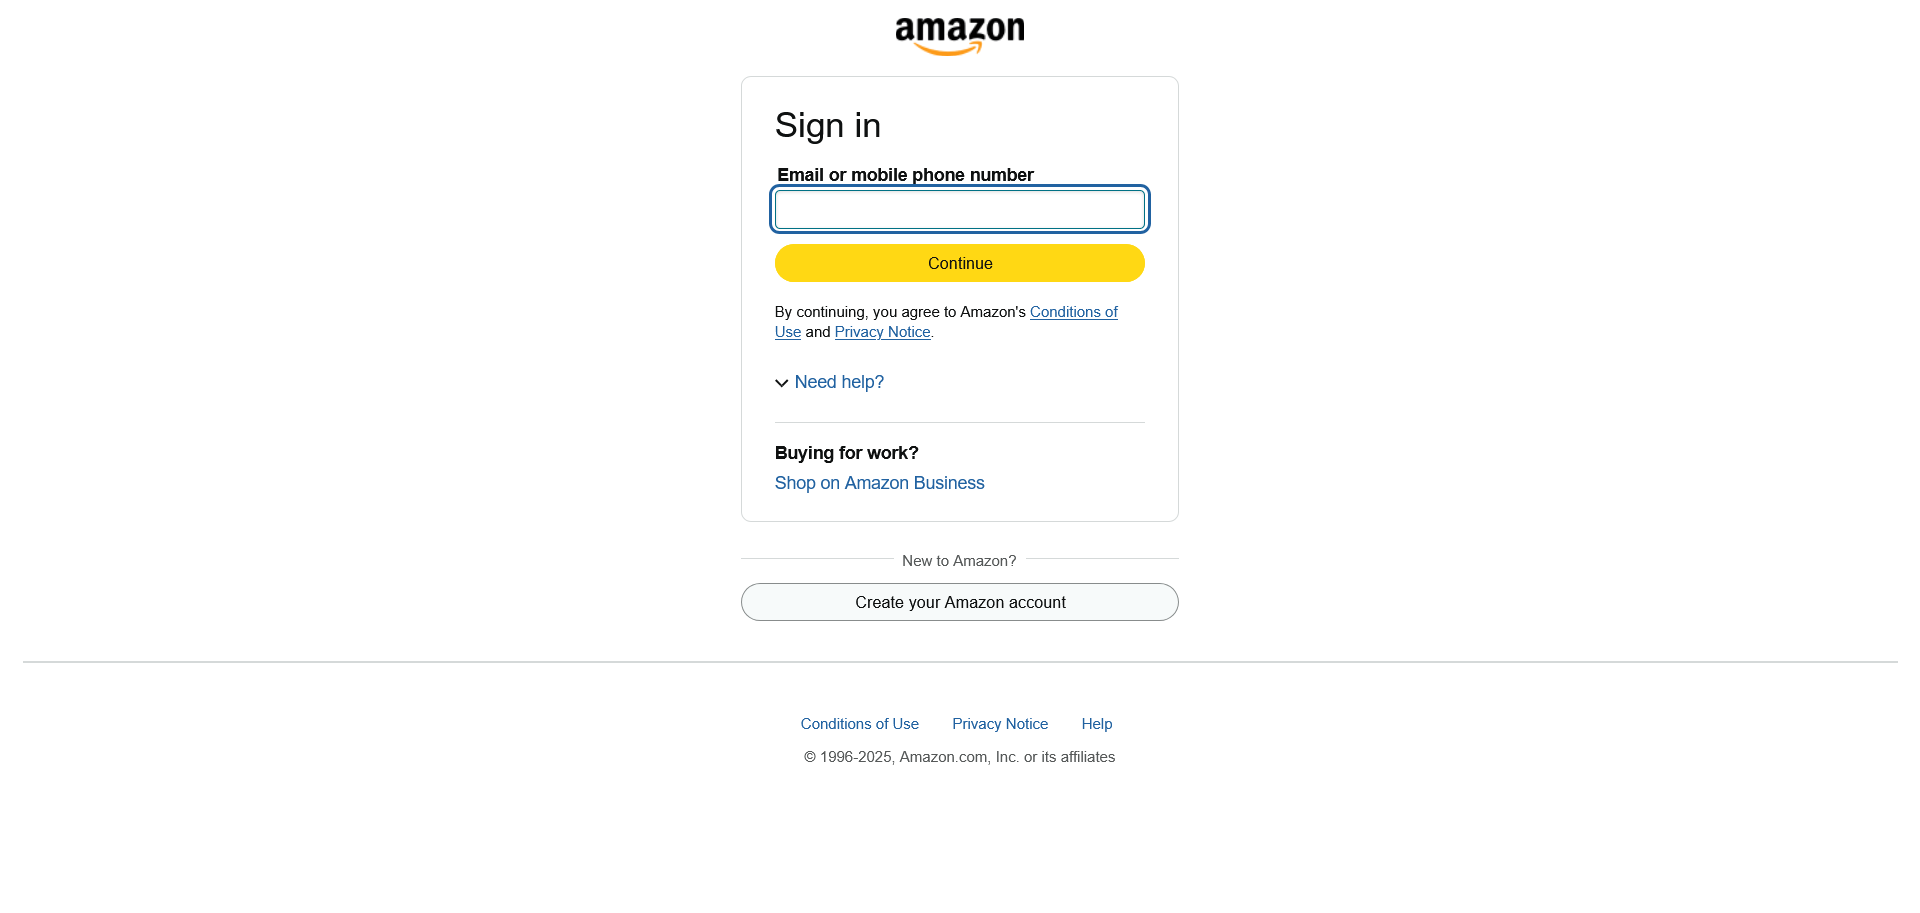 amazon
Sign in
Email or mobile phone number
Continue
By continuing, you agree to Amazon's Conditions of
Use and Privacy Notice.
Need help?
Buying for work?
Shop on Amazon Business
New to Amazon?
Create your Amazon account
Conditions of Use Privacy Notice Help
© 1996-2025, Amazon.com, Inc. or its affiliates